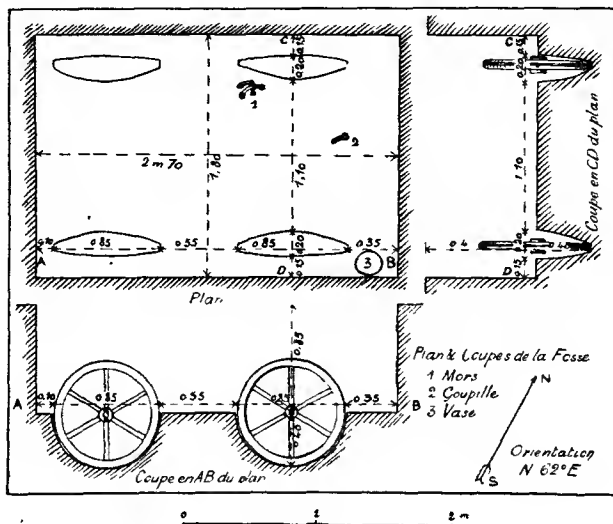 C
0.15
0.20
1
2
2m70
1,80
1,10
0.10
0.85
0.55
0.85
0.20
0.35
A
B
3
D
0.15
Plan
C
0.15
0.20
1.10
0.4
0.20
0.40
D
0.15
Coupe en CD du plan
0.85
A
0.10
0.85
0.55
0.85
0.35
B
0.40
Coupe en AB du plan
Plan & Coupes de la Fosse
1 Mors
2 Goupille
3 Vase
N
S
Orientation
N 62° E
0 1 2 m